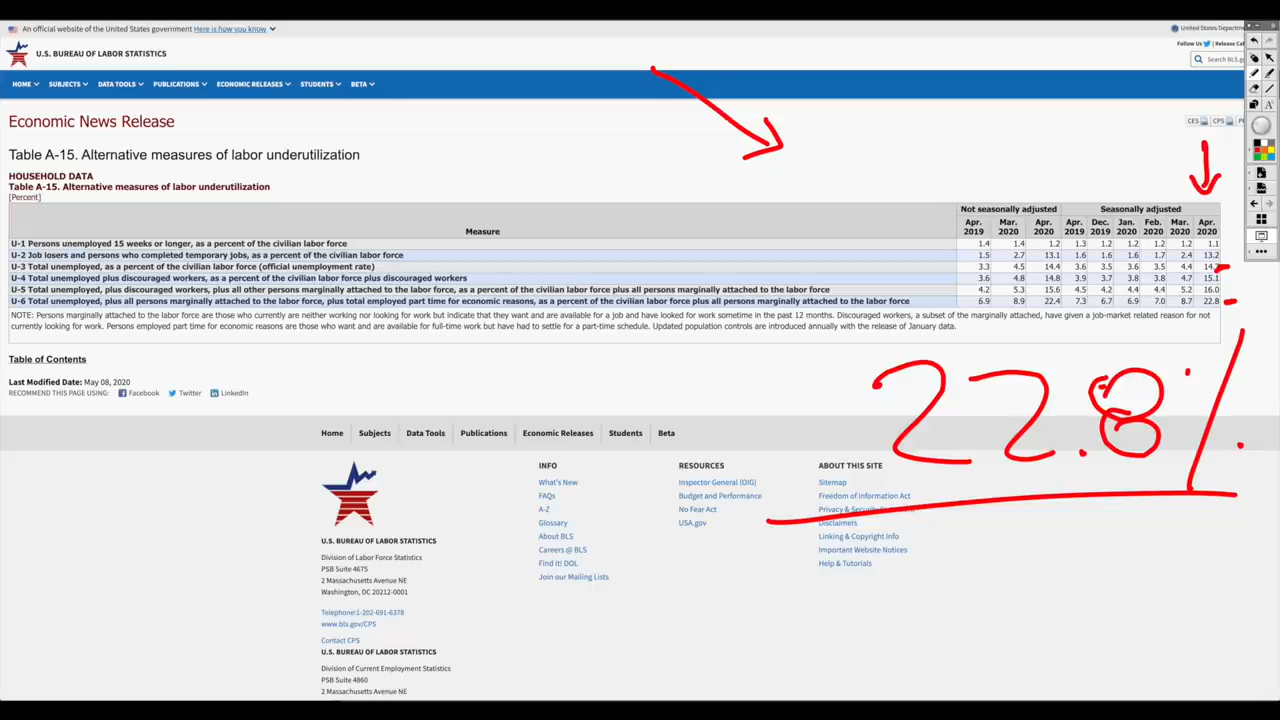 An official website of the United States government Here is how you know
United States Departm
U.S. BUREAU OF LABOR STATISTICS
Follow Us | Release Cal
Search BLS.g
HOME SUBJECTS DATA TOOLS PUBLICATIONS ECONOMIC RELEASES STUDENTS BETA
Economic News Release
CES CPS
Table A-15. Alternative measures of labor underutilization
HOUSEHOLD DATA
Table A-15. Alternative measures of labor underutilization
[Percent]
Measure Not seasonally adjusted Seasonally adjusted
Apr. 2019 Mar. 2020 Apr. 2020 Apr. 2019 Dec. 2019 Jan. 2020 Feb. 2020 Mar. 2020 Apr. 2020
U-1 Persons unemployed 15 weeks or longer, as a percent of the civilian labor force 1.4 1.4 1.2 1.3 1.2 1.2 1.2 1.2 1.1
U-2 Job losers and persons who completed temporary jobs, as a percent of the civilian labor force 1.5 2.7 13.1 1.6 1.6 1.6 1.7 2.4 13.2
U-3 Total unemployed, as a percent of the civilian labor force (official unemployment rate) 3.3 4.5 14.4 3.6 3.5 3.6 3.5 4.4 14.7
U-4 Total unemployed plus discouraged workers, as a percent of the civilian labor force plus discouraged workers 3.6 4.8 14.8 3.9 3.7 3.8 3.8 4.7 15.1
U-5 Total unemployed, plus discouraged workers, plus all other persons marginally attached to the labor force, as a percent of the civilian labor force plus all persons marginally attached to the labor force 4.2 5.3 15.6 4.5 4.2 4.4 4.4 5.2 16.0
U-6 Total unemployed, plus all persons marginally attached to the labor force, plus total employed part time for economic reasons, as a percent of the civilian labor force plus all persons marginally attached to the labor force 6.9 8.9 22.4 7.3 6.7 6.9 7.0 8.7 22.8
NOTE: Persons marginally attached to the labor force are those who currently are neither working nor looking for work but indicate that they want and are available for a job and have looked for work sometime in the past 12 months. Discouraged workers, a subset of the marginally attached, have given a job-market related reason for not
currently looking for work. Persons employed part time for economic reasons are those who want and are available for full-time work but have had to settle for a part-time schedule. Updated population controls are introduced annually with the release of January data.
Table of Contents
Last Modified Date: May 08, 2020
RECOMMEND THIS PAGE USING: Facebook Twitter LinkedIn
22.8%
Home Subjects Data Tools Publications Economic Releases Students Beta
U.S. BUREAU OF LABOR STATISTICS
Division of Labor Force Statistics
PSB Suite 4675
2 Massachusetts Avenue NE
Washington, DC 20212-0001
Telephone:1-202-691-6378
www.bls.gov/CPS
Contact CPS
U.S. BUREAU OF LABOR STATISTICS
Division of Current Employment Statistics
PSB Suite 4860
2 Massachusetts Avenue NE
INFO
What's New
FAQs
A-Z
Glossary
About BLS
Careers @ BLS
Find It! DOL
Join our Mailing Lists
RESOURCES
Inspector General (OIG)
Budget and Performance
No Fear Act
USA.gov
ABOUT THIS SITE
Sitemap
Freedom of Information Act
Privacy & Security
Disclaimers
Linking & Copyright Info
Important Website Notices
Help & Tutorials